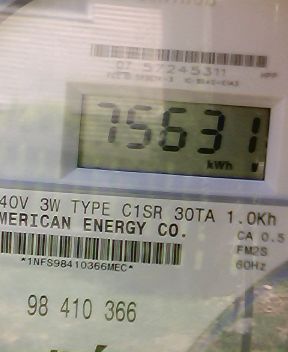 07 57245311
HPP
75631
kWh
40V 3W TYPE C1SR 30TA 1.0Kh
MERICAN ENERGY CO.
CA 0.5
FM2S
60Hz
*1NFS98410366MEC*
98 410 366